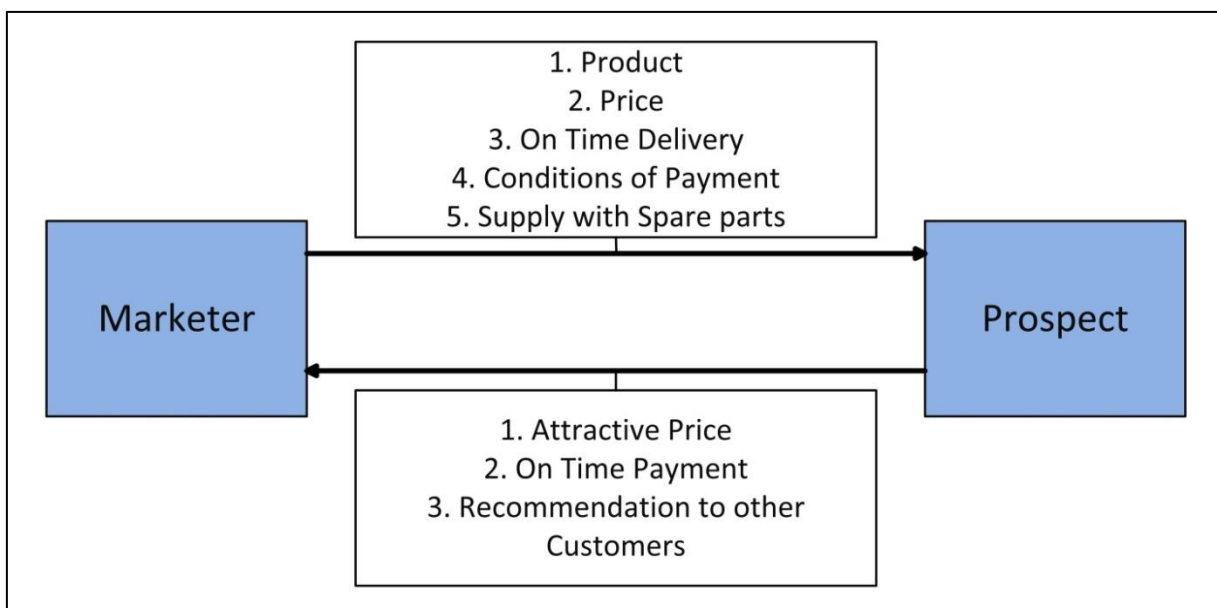 1. Product
2. Price
3. On Time Delivery
4. Conditions of Payment
5. Supply with Spare parts
Marketer
Prospect
1. Attractive Price
2. On Time Payment
3. Recommendation to other
Customers